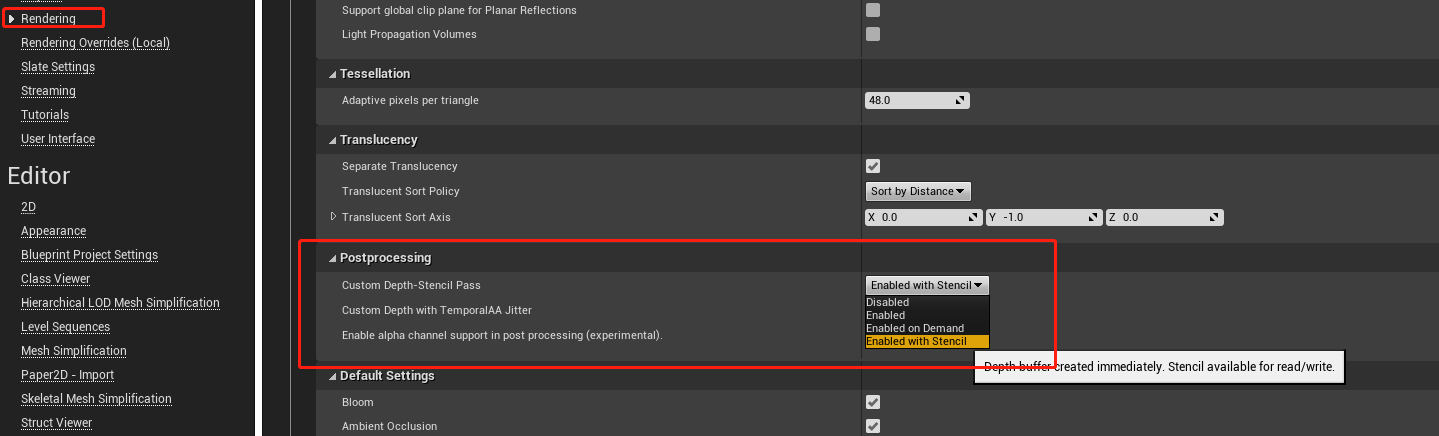 Rendering
Rendering Overrides (Local)
Slate Settings
Streaming
Tutorials
User Interface
Editor
2D
Appearance
Blueprint Project Settings
Class Viewer
Hierarchical LOD Mesh Simplification
Level Sequences
Mesh Simplification
Paper2D - Import
Skeletal Mesh Simplification
Struct Viewer
Support global clip plane for Planar Reflections
Light Propagation Volumes
Tessellation
Adaptive pixels per triangle 48.0
Translucency
Separate Translucency
Translucent Sort Policy Sort by Distance
Translucent Sort Axis X 0.0 Y -1.0 Z 0.0
Postprocessing
Custom Depth-Stencil Pass Enabled with Stencil
Disabled
Custom Depth with TemporalAA Jitter
Enabled
Enabled on Demand
Enable alpha channel support in post processing (experimental).
Enabled with Stencil
Depth buffer created immediately. Stencil available for read/write.
Default Settings
Bloom
Ambient Occlusion